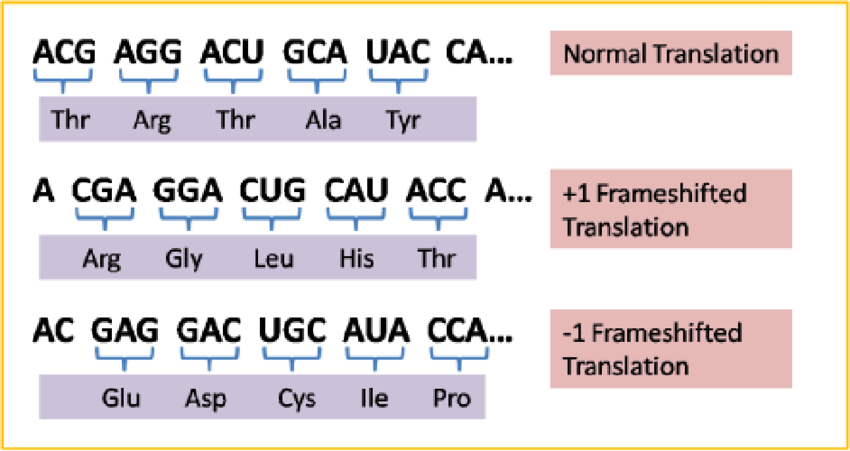 ACG AGG ACU GCA UAC CA...
Normal Translation
Thr Arg Thr Ala Tyr
A CGA GGA CUG CAU ACC A...
+1 Frameshifted
Translation
Arg Gly Leu His Thr
AC GAG GAC UGC AUA CCA...
-1 Frameshifted
Translation
Glu Asp Cys Ile Pro